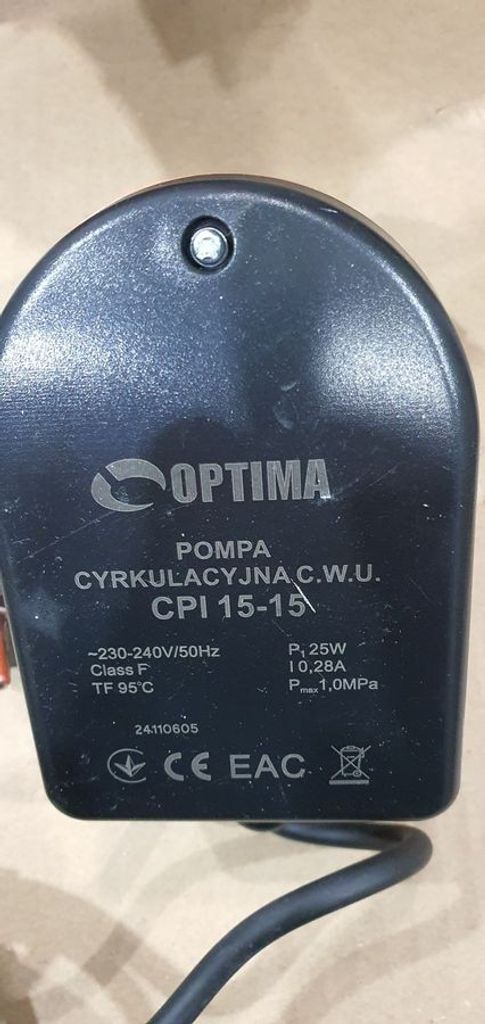 OPTIMA
POMPA
CYRKULACYJNA C.W.U.
CPI 15-15
~230-240V/50Hz
Class F
TF 95°C
P₁ 25W
I 0,28A
Pmax 1,0MPa
24110605
CE EAC